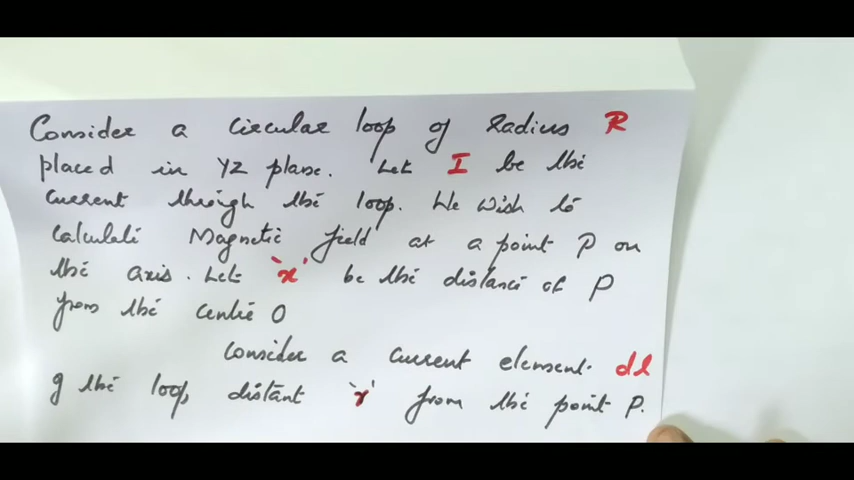 Consider a circular loop of radius R
placed in YZ plane. Let I be the
current through the loop. We wish to
calculate Magnetic field at a point P on
the axis. Let 'x' be the distance of P
from the centre O
Consider a current element dl
of the loop, distant 'r' from the point P.